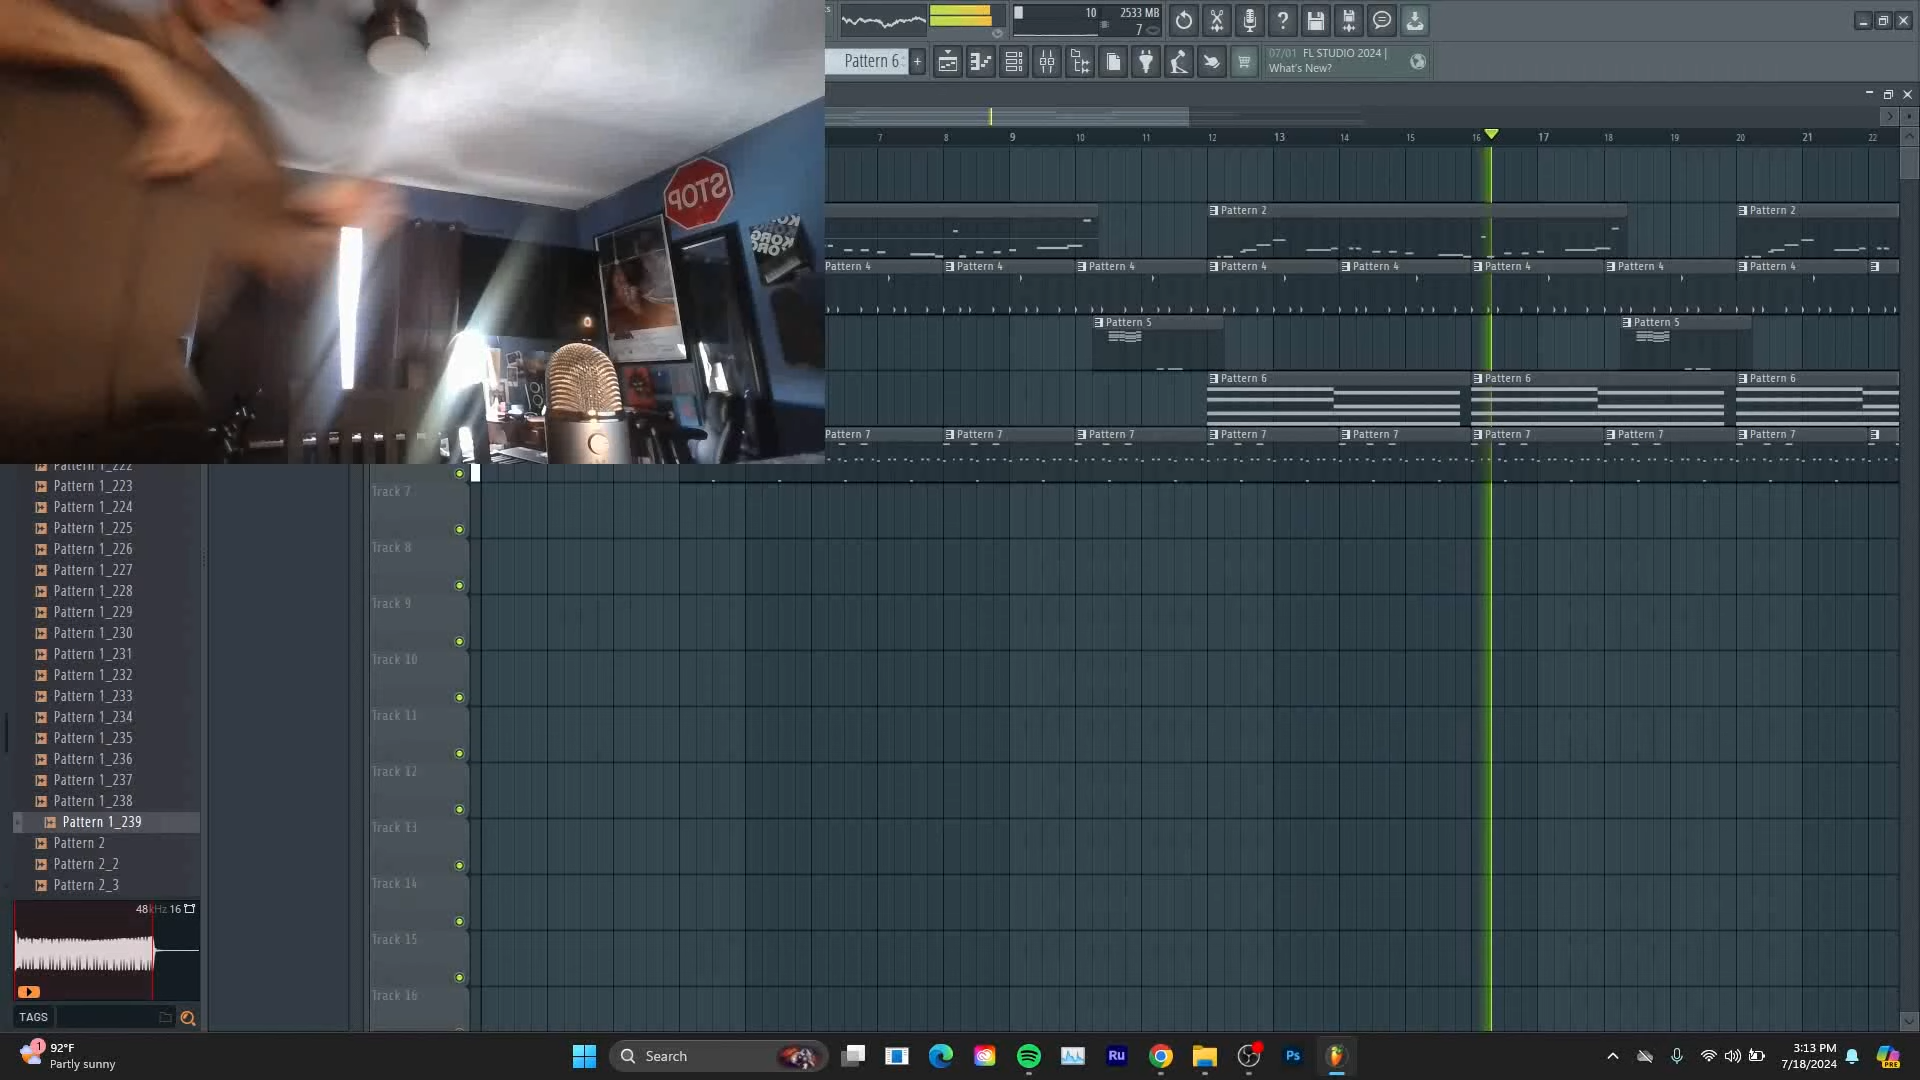 10
2533 MB
7
Pattern 6
+
07/01 FL STUDIO 2024 |
What's New?
7 8 9 10 11 12 13 14 15 16 17 18 19 20 21 22
STOP
KORG
Pattern 2
Pattern 2
Pattern 4
Pattern 4
Pattern 4
Pattern 4
Pattern 4
Pattern 4
Pattern 4
Pattern 4
Pattern 5
Pattern 5
Pattern 6
Pattern 6
Pattern 6
Pattern 7
Pattern 7
Pattern 7
Pattern 7
Pattern 7
Pattern 7
Pattern 7
Pattern 7
Pattern 1_222
Pattern 1_223
Pattern 1_224
Pattern 1_225
Pattern 1_226
Pattern 1_227
Pattern 1_228
Pattern 1_229
Pattern 1_230
Pattern 1_231
Pattern 1_232
Pattern 1_233
Pattern 1_234
Pattern 1_235
Pattern 1_236
Pattern 1_237
Pattern 1_238
Pattern 1_239
Pattern 2
Pattern 2_2
Pattern 2_3
48kHz 16
TAGS
Track 7
Track 8
Track 9
Track 10
Track 11
Track 12
Track 13
Track 14
Track 15
Track 16
1
92°F
Partly sunny
Search
Ru
Ps
PRE
3:13 PM
7/18/2024